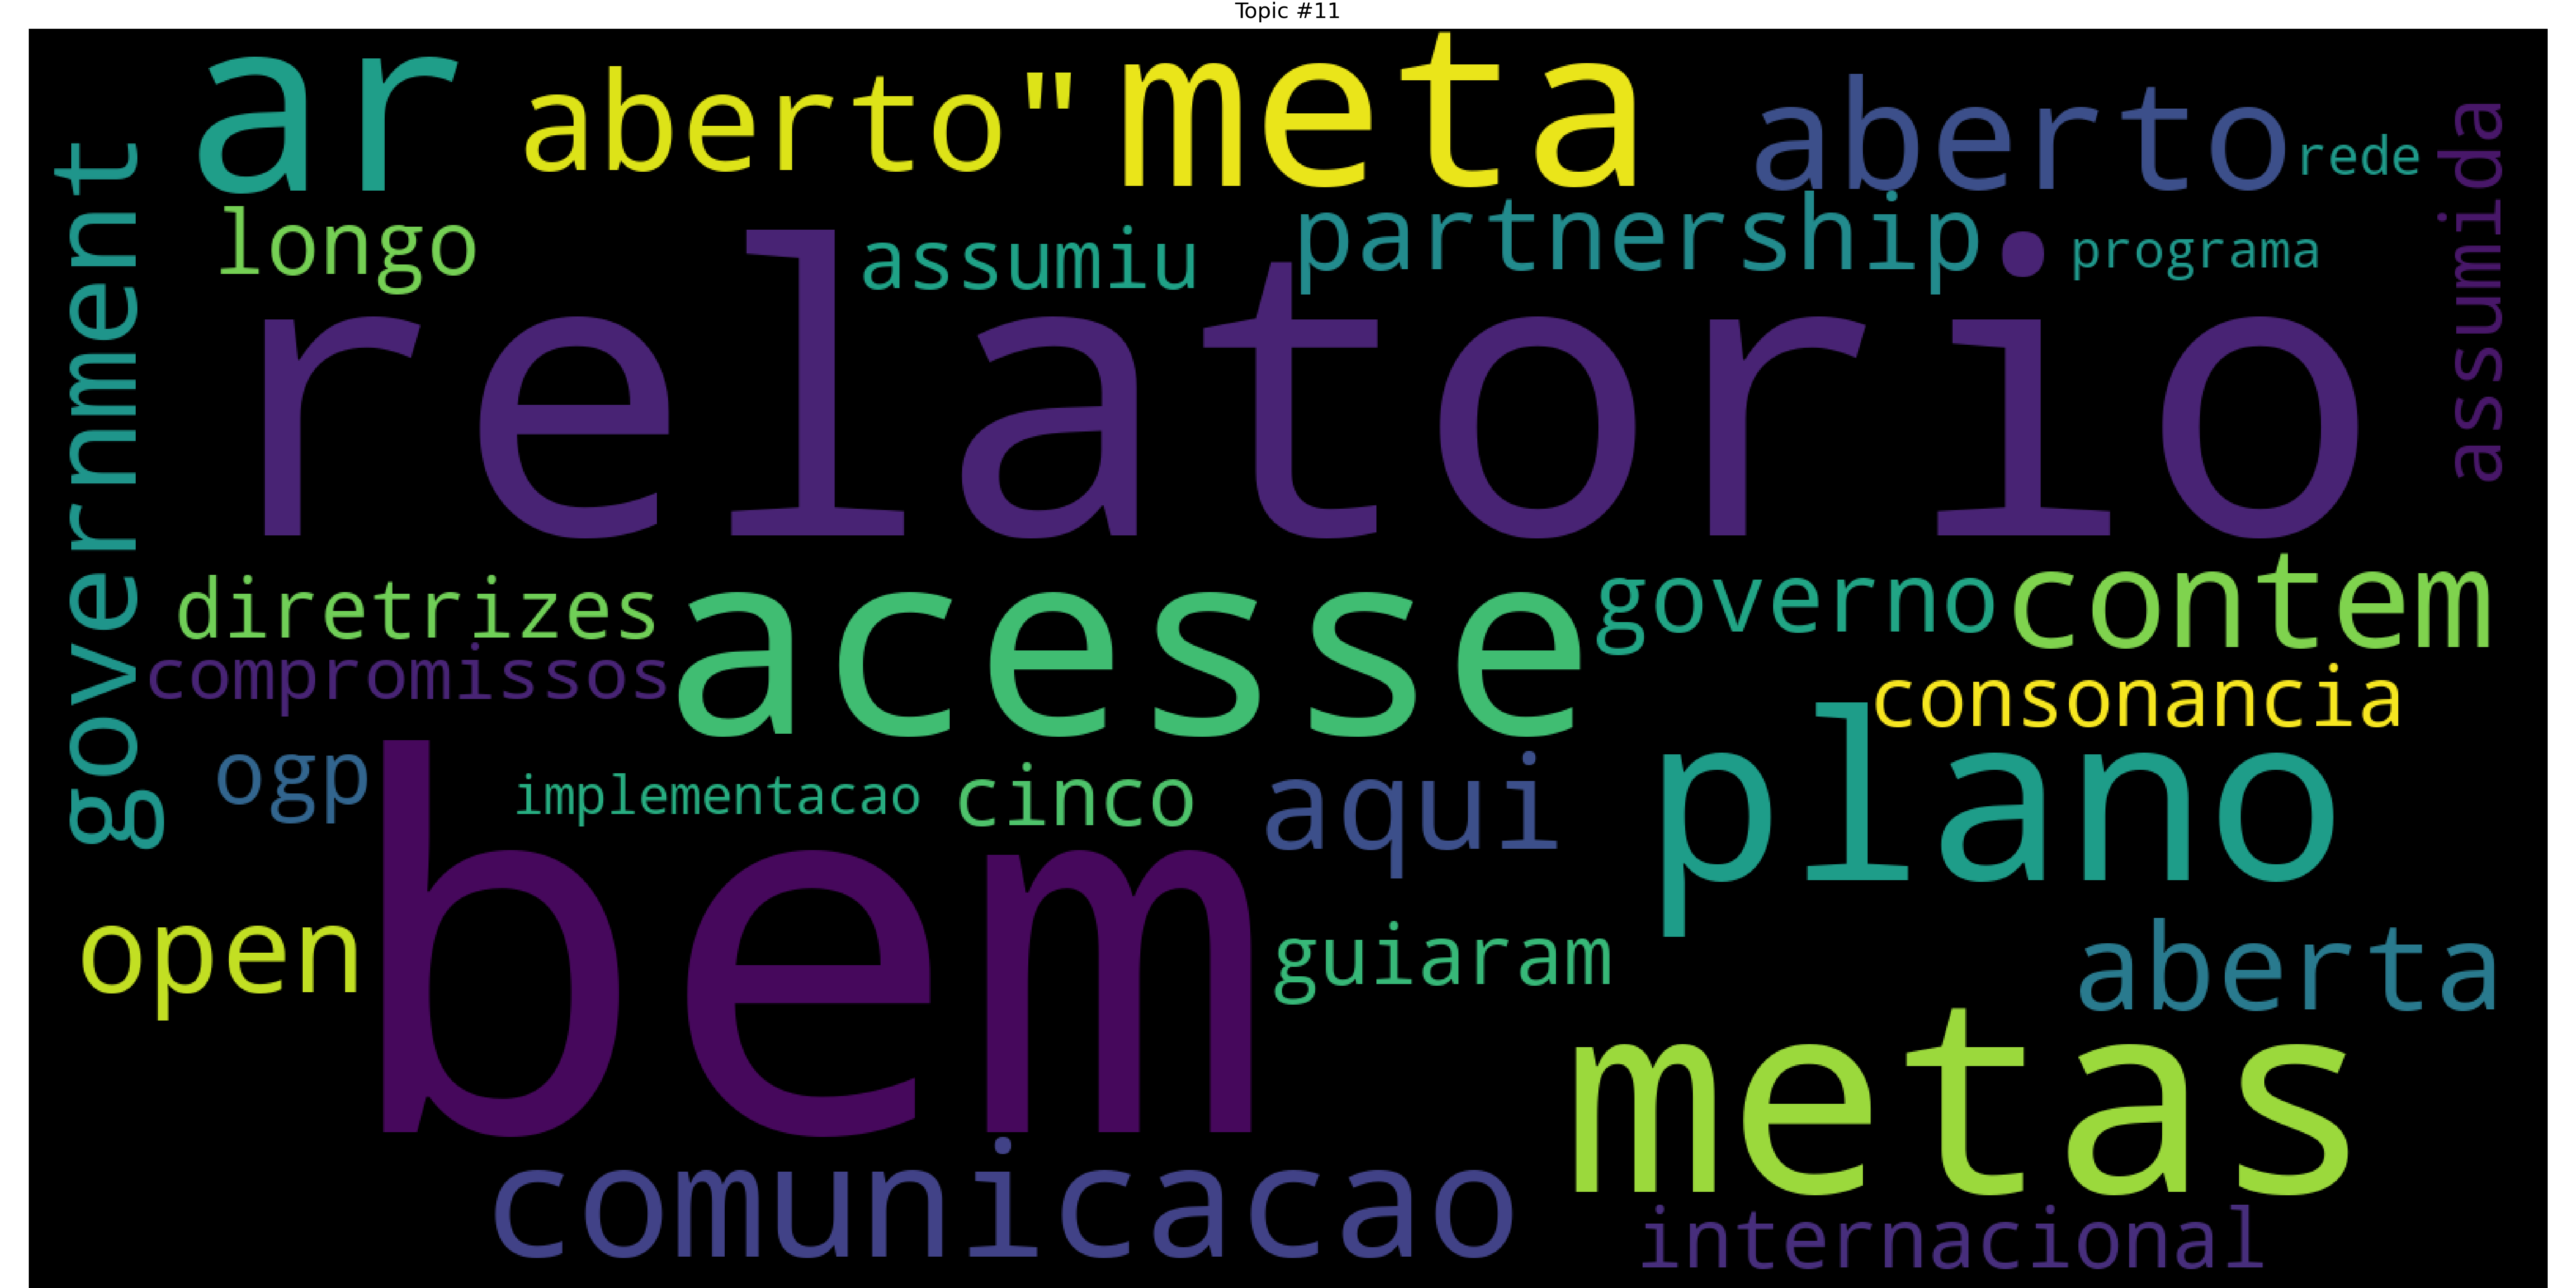 Topic #11
ar
aberto"
meta
aberto
rede
assumida
government
longo
assumiu
partnership
programa
relatorio
diretrizes
acesse
governo
contem
compromissos
consonancia
ogp
implementacao
cinco
aqui
plano
bem
open
guiaram
aberta
metas
comunicacao
internacional